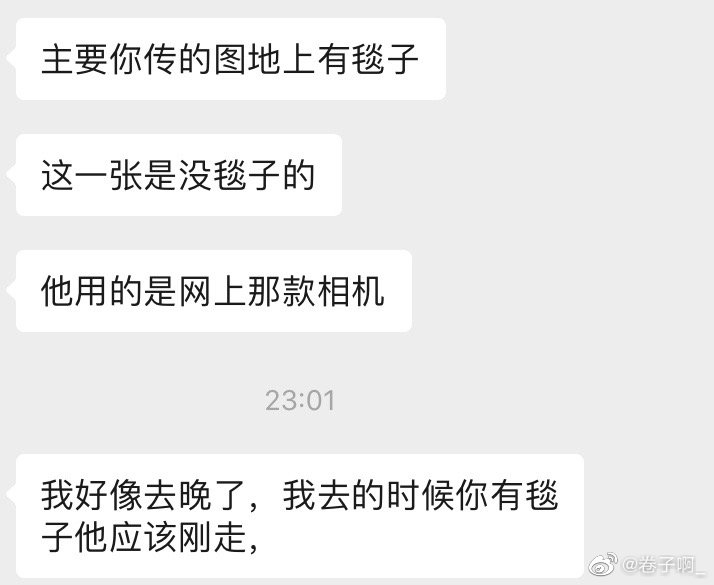 主要你传的图地上有毯子
这一张是没毯子的
他用的是网上那款相机
23:01
我好像去晚了，我去的时候你有毯
子他应该刚走，
@卷子啊_